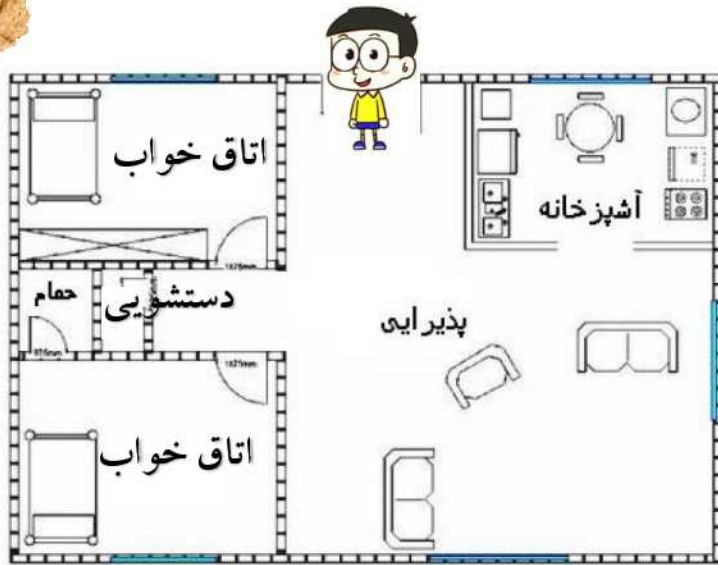 اتاق خواب
آشپزخانه
حمام
دستشویی
پذیرایی
اتاق خواب